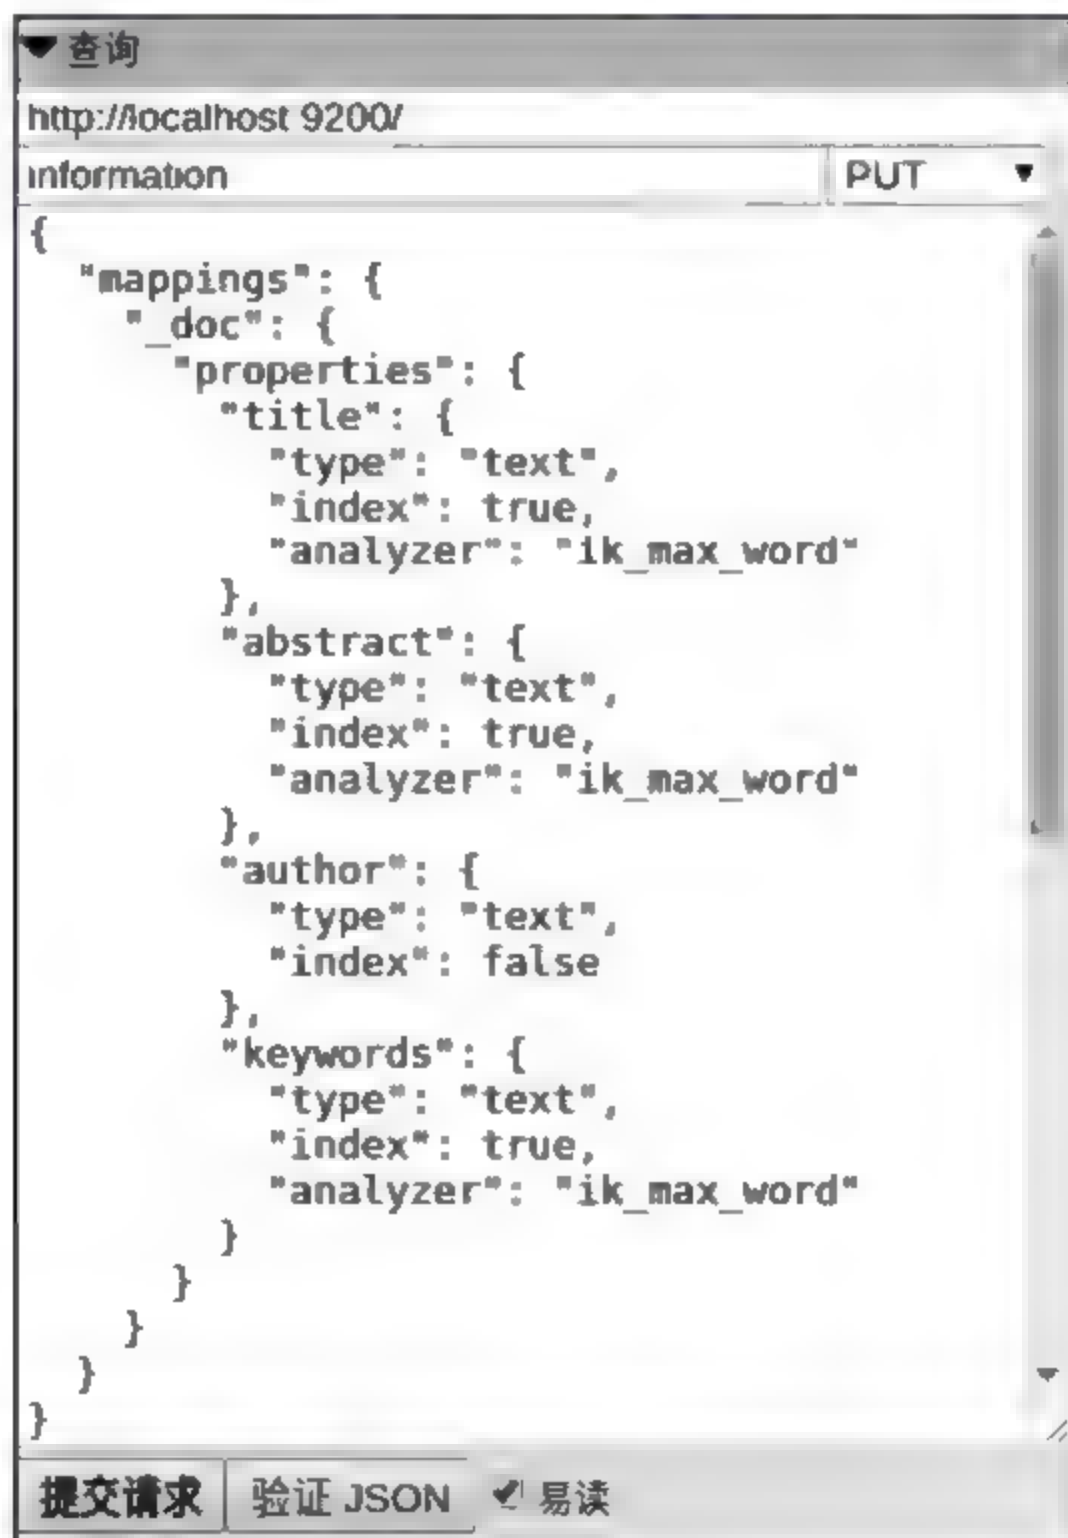 查询
http://localhost 9200/
information
PUT
{
  "mappings": {
    "_doc": {
      "properties": {
        "title": {
          "type": "text",
          "index": true,
          "analyzer": "ik_max_word"
        },
        "abstract": {
          "type": "text",
          "index": true,
          "analyzer": "ik_max_word"
        },
        "author": {
          "type": "text",
          "index": false
        },
        "keywords": {
          "type": "text",
          "index": true,
          "analyzer": "ik_max_word"
        }
      }
    }
  }
}
提交请求 验证 JSON 易读